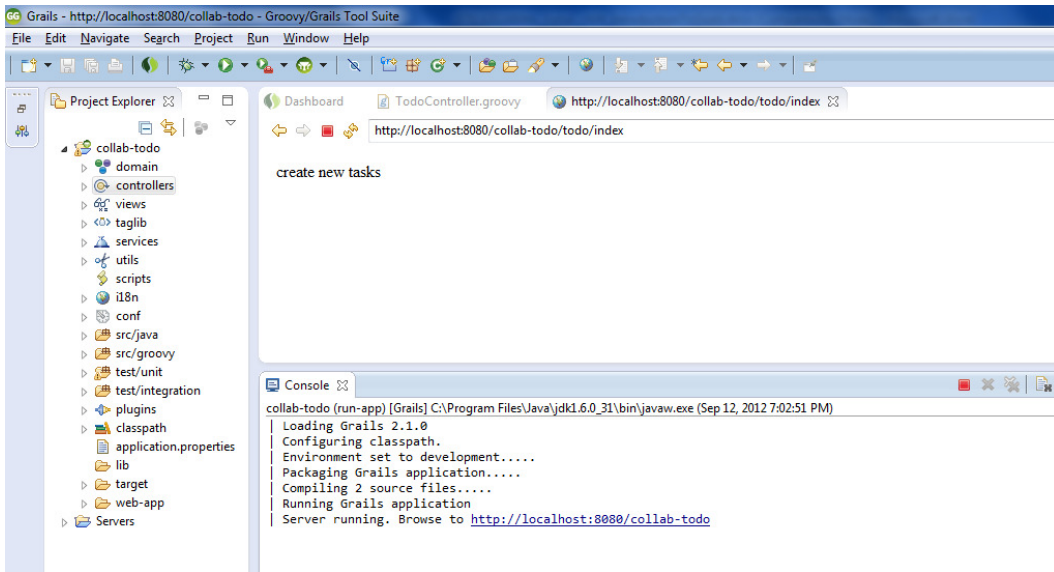 GG Grails - http://localhost:8080/collab-todo - Groovy/Grails Tool Suite
File Edit Navigate Search Project Run Window Help
Project Explorer
Dashboard TodoController.groovy http://localhost:8080/collab-todo/todo/index
http://localhost:8080/collab-todo/todo/index
collab-todo
domain
controllers
views
taglib
services
utils
scripts
i18n
conf
src/java
src/groovy
test/unit
test/integration
plugins
classpath
application.properties
lib
target
web-app
Servers
create new tasks
Console
collab-todo (run-app) [Grails] C:\Program Files\Java\jdk1.6.0_31\bin\javaw.exe (Sep 12, 2012 7:02:51 PM)
| Loading Grails 2.1.0
| Configuring classpath.
| Environment set to development.....
| Packaging Grails application.....
| Compiling 2 source files.....
| Running Grails application
| Server running. Browse to http://localhost:8080/collab-todo